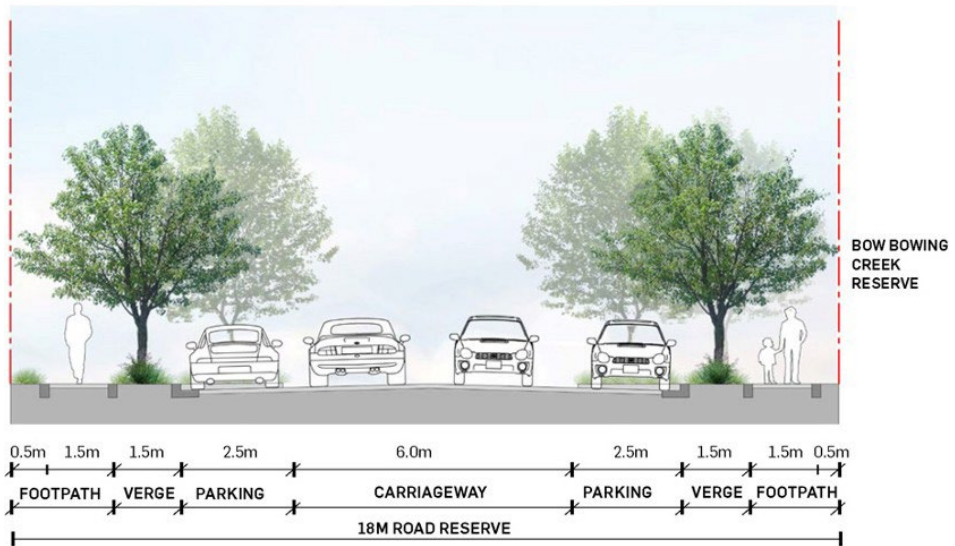 BOW BOWING
CREEK
RESERVE
0.5m 1.5m 1.5m 2.5m 6.0m 2.5m 1.5m 1.5m 0.5m
FOOTPATH VERGE PARKING CARRIAGEWAY PARKING VERGE FOOTPATH
18M ROAD RESERVE